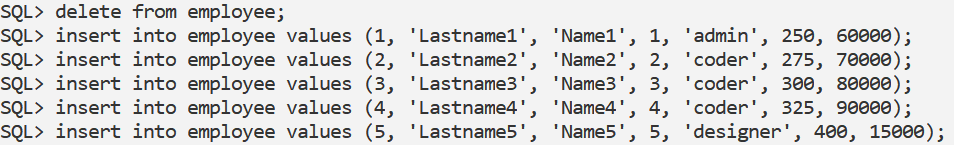 SQL> delete from employee;
SQL> insert into employee values (1, 'Lastname1', 'Name1', 1, 'admin', 250, 60000);
SQL> insert into employee values (2, 'Lastname2', 'Name2', 2, 'coder', 275, 70000);
SQL> insert into employee values (3, 'Lastname3', 'Name3', 3, 'coder', 300, 80000);
SQL> insert into employee values (4, 'Lastname4', 'Name4', 4, 'coder', 325, 90000);
SQL> insert into employee values (5, 'Lastname5', 'Name5', 5, 'designer', 400, 15000);